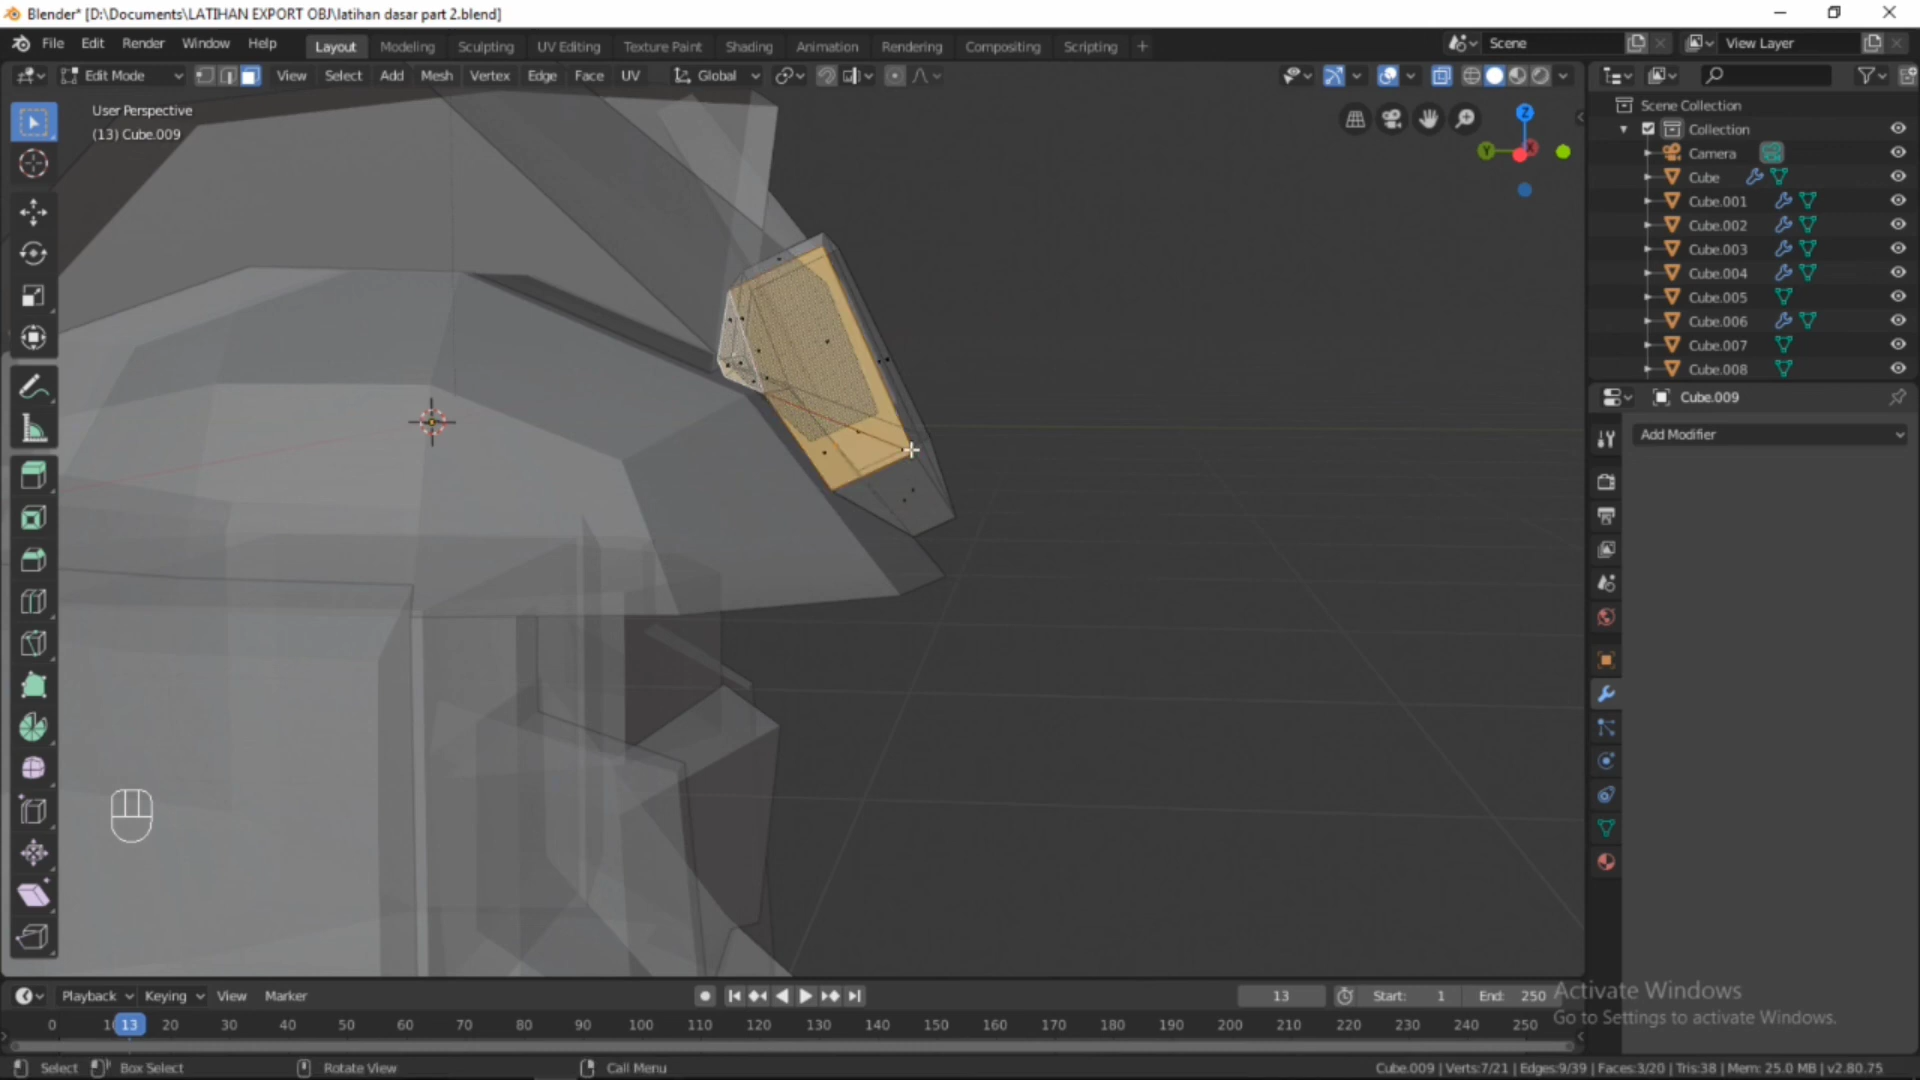 Blender* [D:\Documents\LATIHAN EXPORT OBJ\latihan dasar part 2.blend]
File Edit Render Window Help Layout Modeling Sculpting UV Editing Texture Paint Shading Animation Rendering Compositing Scripting + Scene View Layer
Edit Mode View Select Add Mesh Vertex Edge Face UV Global
User Perspective
(13) Cube.009
Z
Y
X
Scene Collection
Collection
Camera
Cube
Cube.001
Cube.002
Cube.003
Cube.004
Cube.005
Cube.006
Cube.007
Cube.008
Cube.009
Add Modifier
Activate Windows
Go to Settings to activate Windows.
Playback Keying View Marker 13 Start: 1 End: 250
0 10 13 20 30 40 50 60 70 80 90 100 110 120 130 140 150 160 170 180 190 200 210 220 230 240 250
Select Box Select Rotate View Call Menu Cube.009 | Verts:7/21 | Edges:9/39 | Faces:3/20 | Tris:38 | Mem: 25.0 MB | v2.80.75